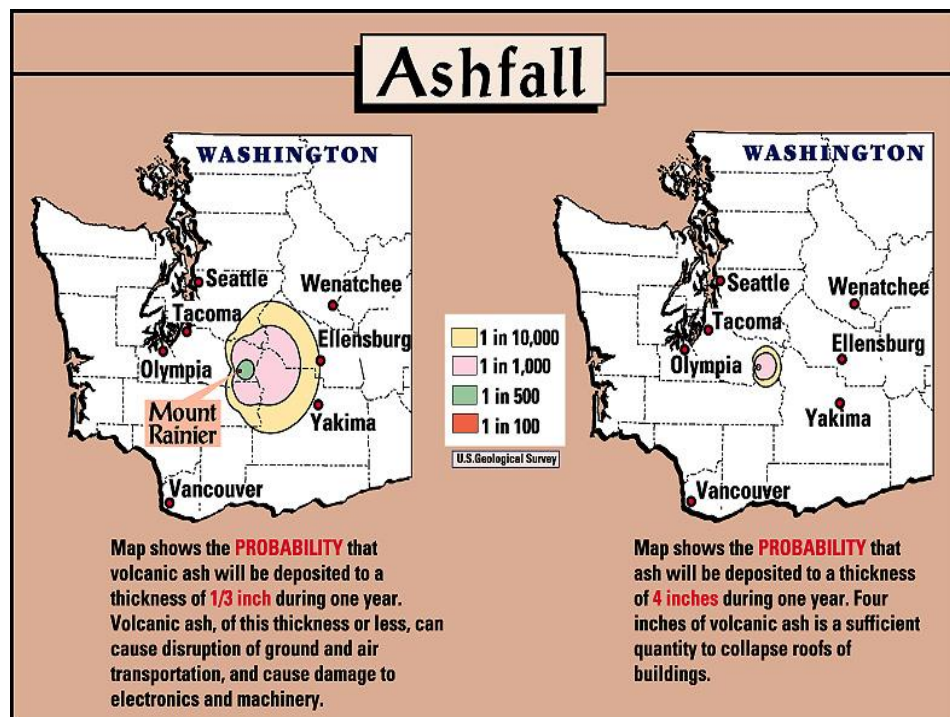 Ashfall
WASHINGTON
Seattle
Wenatchee
Tacoma
Ellensburg
Olympia
Mount
Rainier
Yakima
Vancouver
1 in 10,000
1 in 1,000
1 in 500
1 in 100
U.S.Geological Survey
WASHINGTON
Seattle
Wenatchee
Tacoma
Ellensburg
Olympia
Yakima
Vancouver
Map shows the PROBABILITY that
volcanic ash will be deposited to a
thickness of 1/3 inch during one year.
Volcanic ash, of this thickness or less, can
cause disruption of ground and air
transportation, and cause damage to
electronics and machinery.
Map shows the PROBABILITY that
ash will be deposited to a thickness
of 4 inches during one year. Four
inches of volcanic ash is a sufficient
quantity to collapse roofs of
buildings.